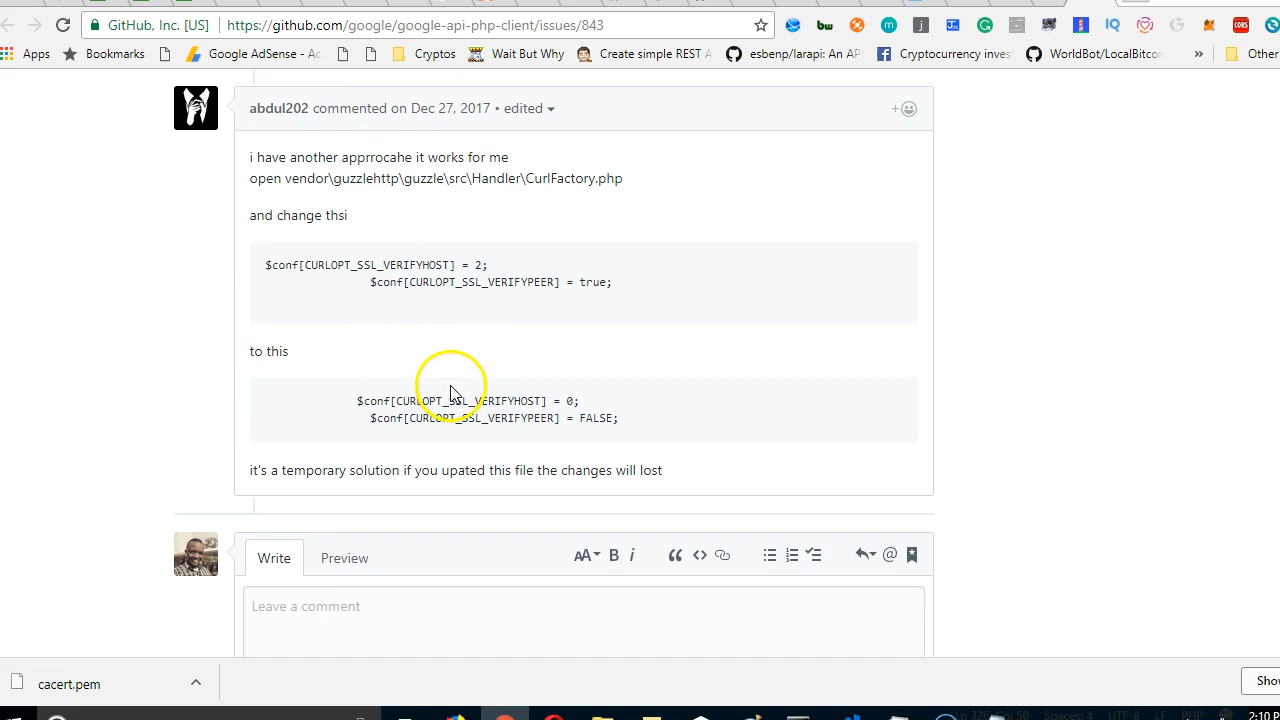 GitHub, Inc. [US] https://github.com/google/google-api-php-client/issues/843
Apps Bookmarks Google AdSense - Ac Cryptos Wait But Why Create simple REST A esbenp/larapi: An AP Cryptocurrency inves WorldBot/LocalBitco » Other
abdul202 commented on Dec 27, 2017 • edited
i have another apprrocahe it works for me
open vendor\guzzlehttp\guzzle\src\Handler\CurlFactory.php
and change thsi
$conf[CURLOPT_SSL_VERIFYHOST] = 2;
$conf[CURLOPT_SSL_VERIFYPEER] = true;
to this
$conf[CURLOPT_SSL_VERIFYHOST] = 0;
$conf[CURLOPT_SSL_VERIFYPEER] = FALSE;
it's a temporary solution if you upated this file the changes will lost
Write Preview AA B i
Leave a comment
cacert.pem Show
2:10 P